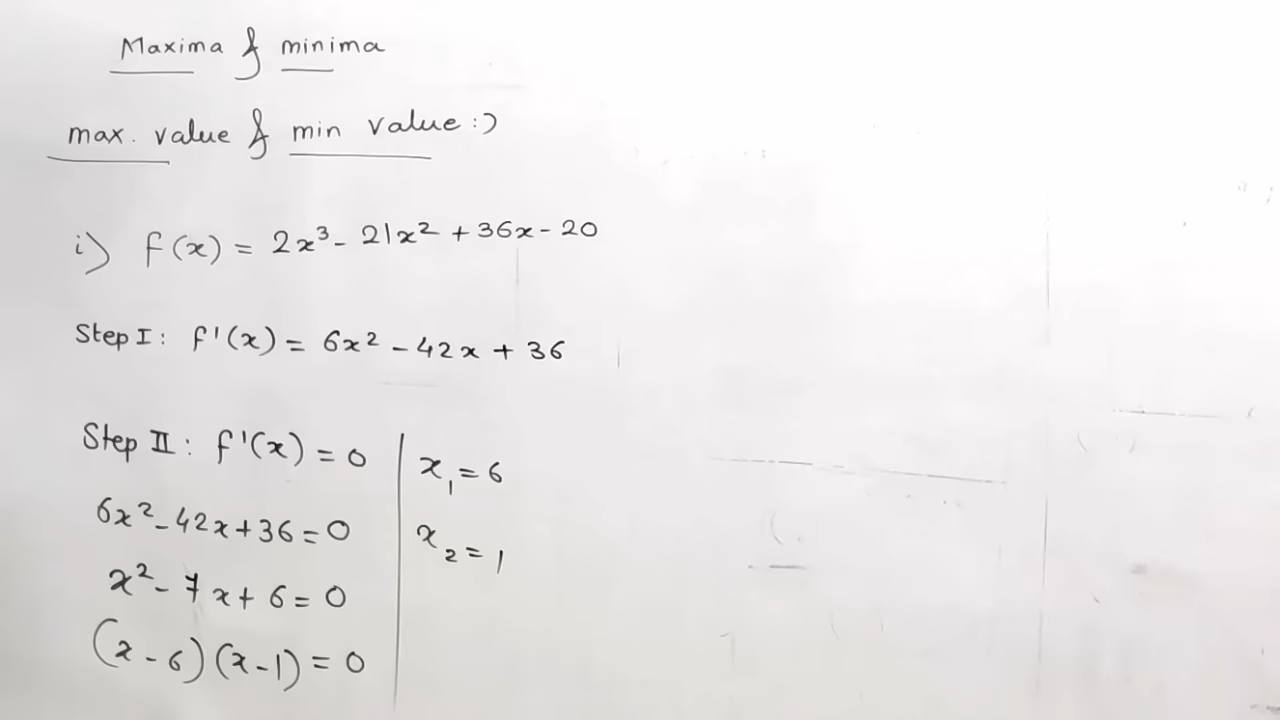 Maxima & minima
max. value & min value :)
i) f(x) = 2x³ - 21x² + 36x - 20
Step I : f'(x) = 6x² - 42x + 36
Step II : f'(x) = 0
6x² - 42x + 36 = 0
x² - 7x + 6 = 0
(x - 6) (x - 1) = 0
x₁ = 6
x₂ = 1